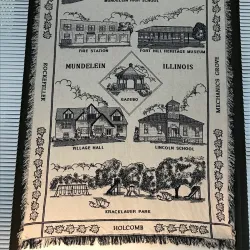 MUNDELEIN HIGH SCHOOL
FIRE STATION
FORT HILL HERITAGE MUSEUM
MUNDELEIN
ILLINOIS
GAZEBO
ROCKEFELLER
MECHANICS GROVE
VILLAGE HALL
LINCOLN SCHOOL
KRACKLAUER PARK
HOLCOMB